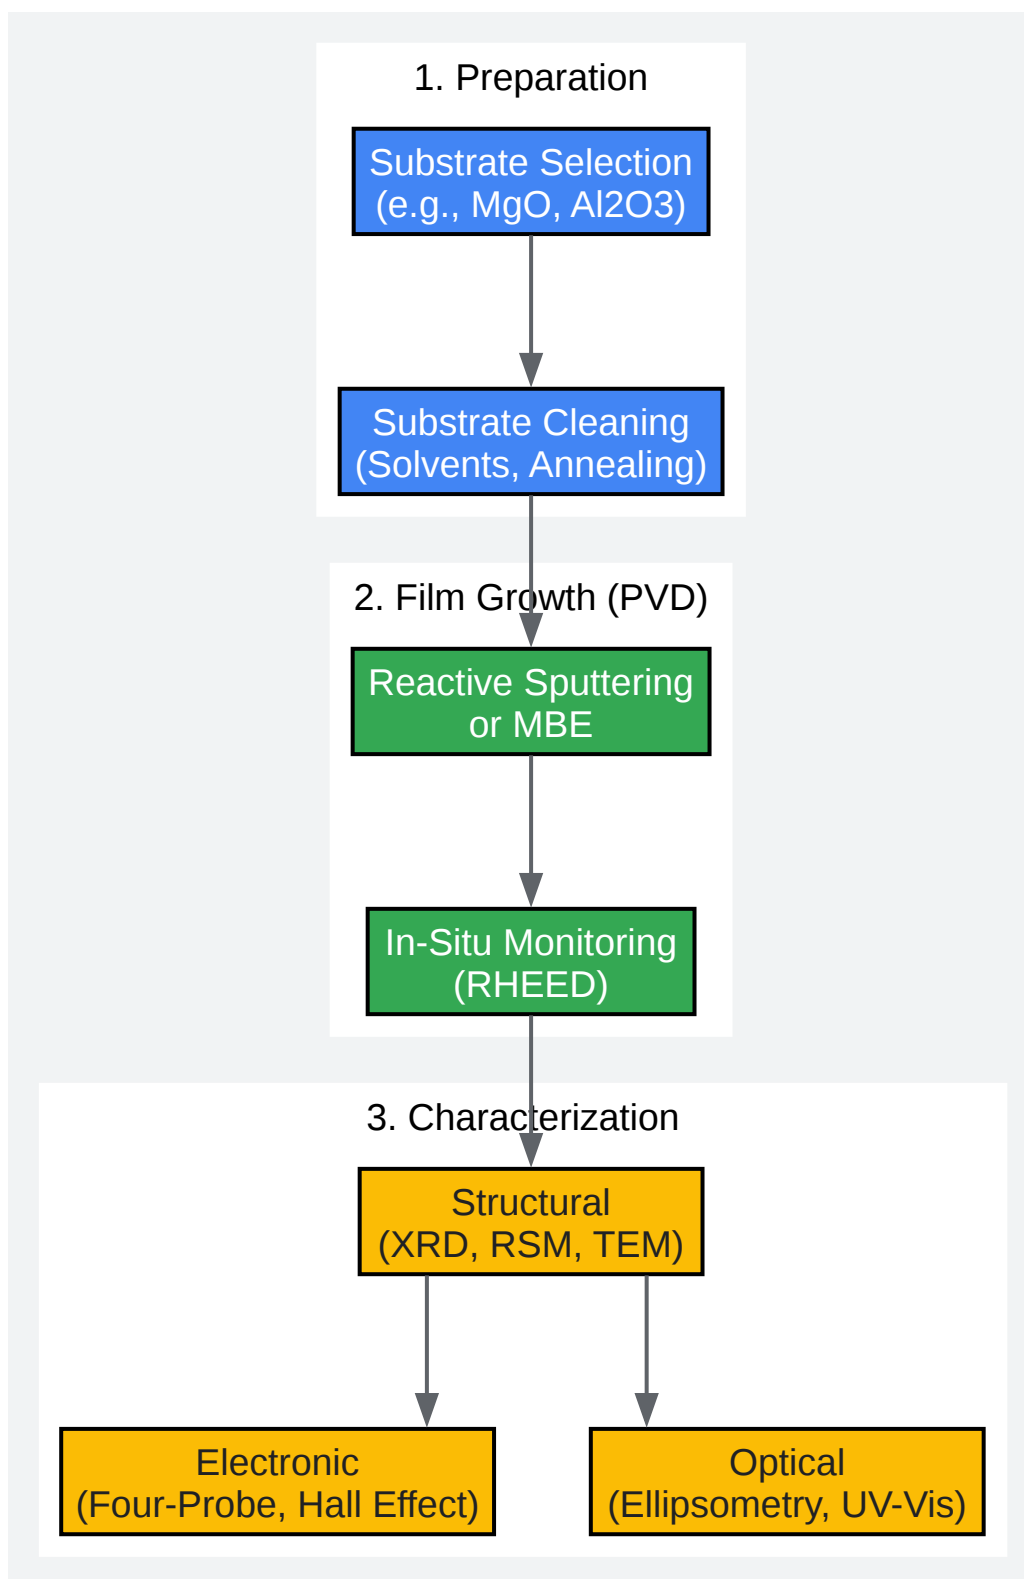 1. Preparation
Substrate Selection
(e.g., MgO, Al2O3)
Substrate Cleaning
(Solvents, Annealing)
2. Film Growth (PVD)
Reactive Sputtering
or MBE
In-Situ Monitoring
(RHEED)
3. Characterization
Structural
(XRD, RSM, TEM)
Electronic
(Four-Probe, Hall Effect)
Optical
(Ellipsometry, UV-Vis)